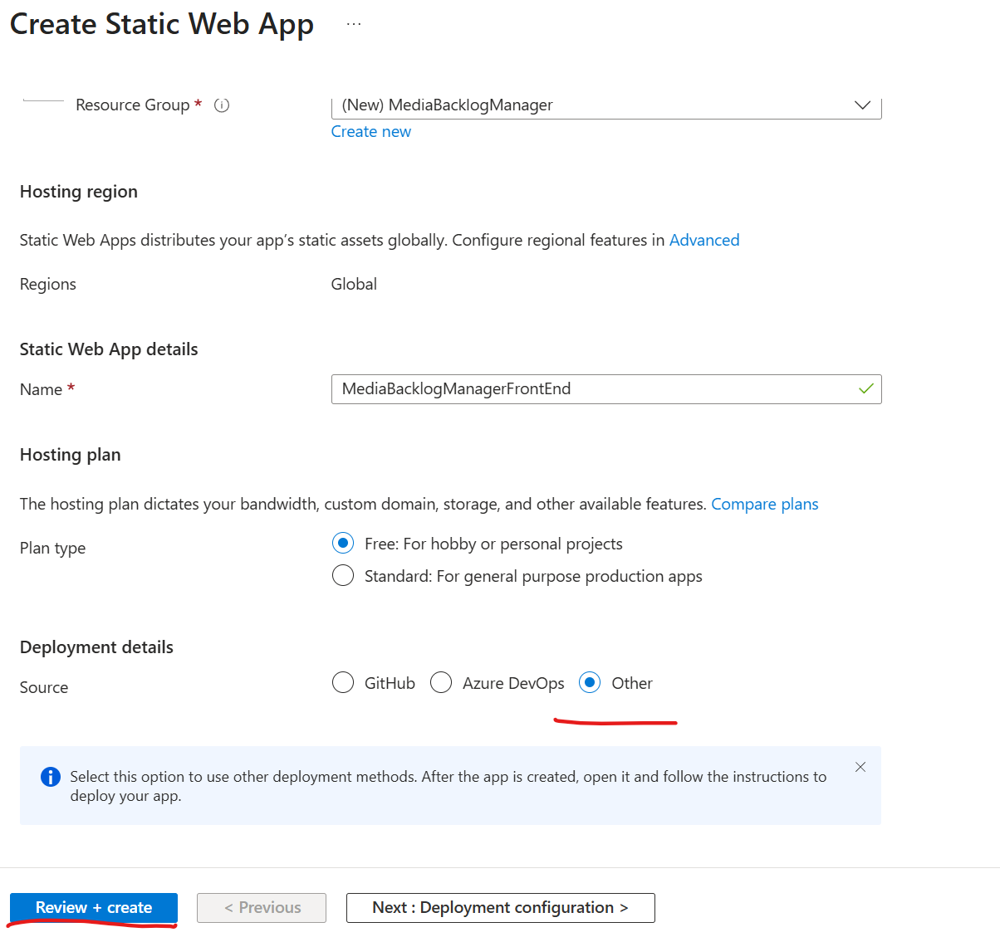 Create Static Web App ...
Resource Group * (New) MediaBacklogManager
Create new
Hosting region
Static Web Apps distributes your app's static assets globally. Configure regional features in Advanced
Regions Global
Static Web App details
Name * MediaBacklogManagerFrontEnd
Hosting plan
The hosting plan dictates your bandwidth, custom domain, storage, and other available features. Compare plans
Plan type Free: For hobby or personal projects
Standard: For general purpose production apps
Deployment details
Source GitHub Azure DevOps Other
Select this option to use other deployment methods. After the app is created, open it and follow the instructions to
deploy your app.
Review + create < Previous Next : Deployment configuration >